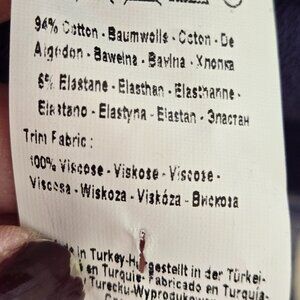 94% Cotton - Baumwolle - Coton - De
Algodon - Bawelna - Bavlna - Хлопка
6% Elastane - Elasthan - Elasthanne -
Elastano - Elastyna - Elastan - Эластан
Trim Fabric :
100% Viscose - Viskose - Viscose -
Viscosa - Wiskoza - Viskóza - Вискоза
in Turkey-Hergestellt in der Türkei-
en Turquie-Fabricado en Turquía-
Turecku-Wyprodukow